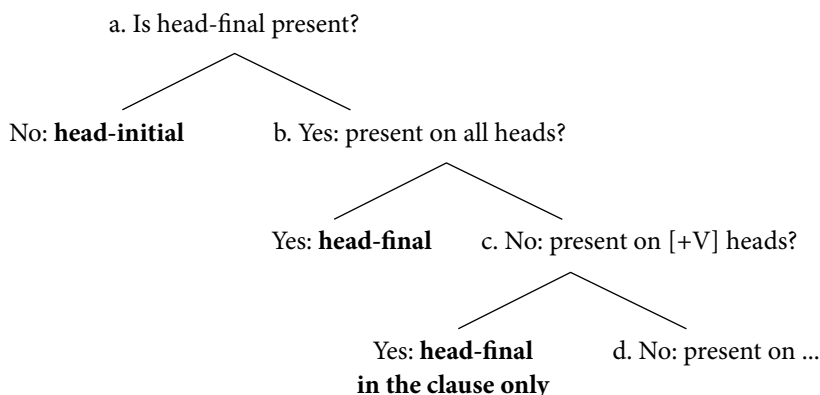 a. Is head-final present?
No: head-initial
b. Yes: present on all heads?
Yes: head-final
c. No: present on [+V] heads?
Yes: head-final
in the clause only
d. No: present on ...